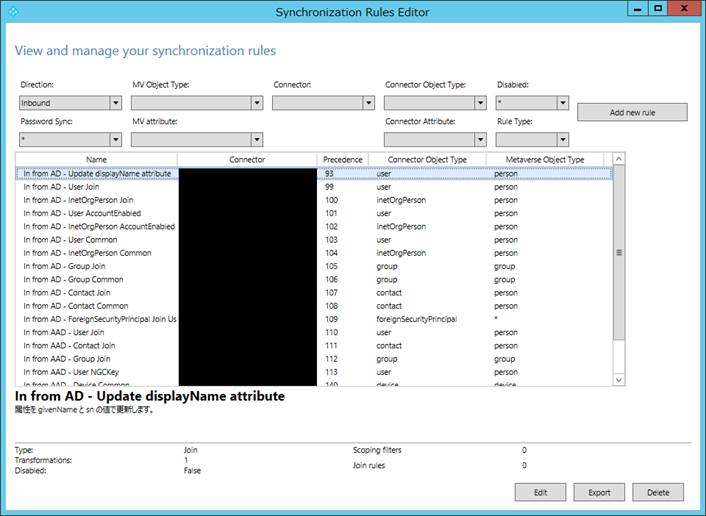 Synchronization Rules Editor
View and manage your synchronization rules
Direction: MV Object Type: Connector: Connector Object Type: Disabled:
Inbound *
Add new rule
Password Sync: MV attribute: Connector Attribute: Rule Type:
*
Name Connector Precedence Connector Object Type Metaverse Object Type
In from AD - Update displayName attribute 93 user person
In from AD - User Join 99 user person
In from AD - InetOrgPerson Join 100 inetOrgPerson person
In from AD - User AccountEnabled 101 user person
In from AD - InetOrgPerson AccountEnabled 102 inetOrgPerson person
In from AD - User Common 103 user person
In from AD - InetOrgPerson Common 104 inetOrgPerson person
In from AD - Group Join 105 group group
In from AD - Group Common 106 group group
In from AD - Contact Join 107 contact person
In from AD - Contact Common 108 contact person
In from AD - ForeignSecurityPrincipal Join Us 109 foreignSecurityPrincipal *
In from AAD - User Join 110 user person
In from AAD - Contact Join 111 contact person
In from AAD - Group Join 112 group group
In from AAD - User NGCKey 113 user person
In from AAD - Device Common 140 device device
In from AD - Update displayName attribute
属性を givenName と sn の値で更新します。
Type: Join Scoping filters 0
Transformations: 1
Join rules 0
Disabled: False
Edit Export Delete